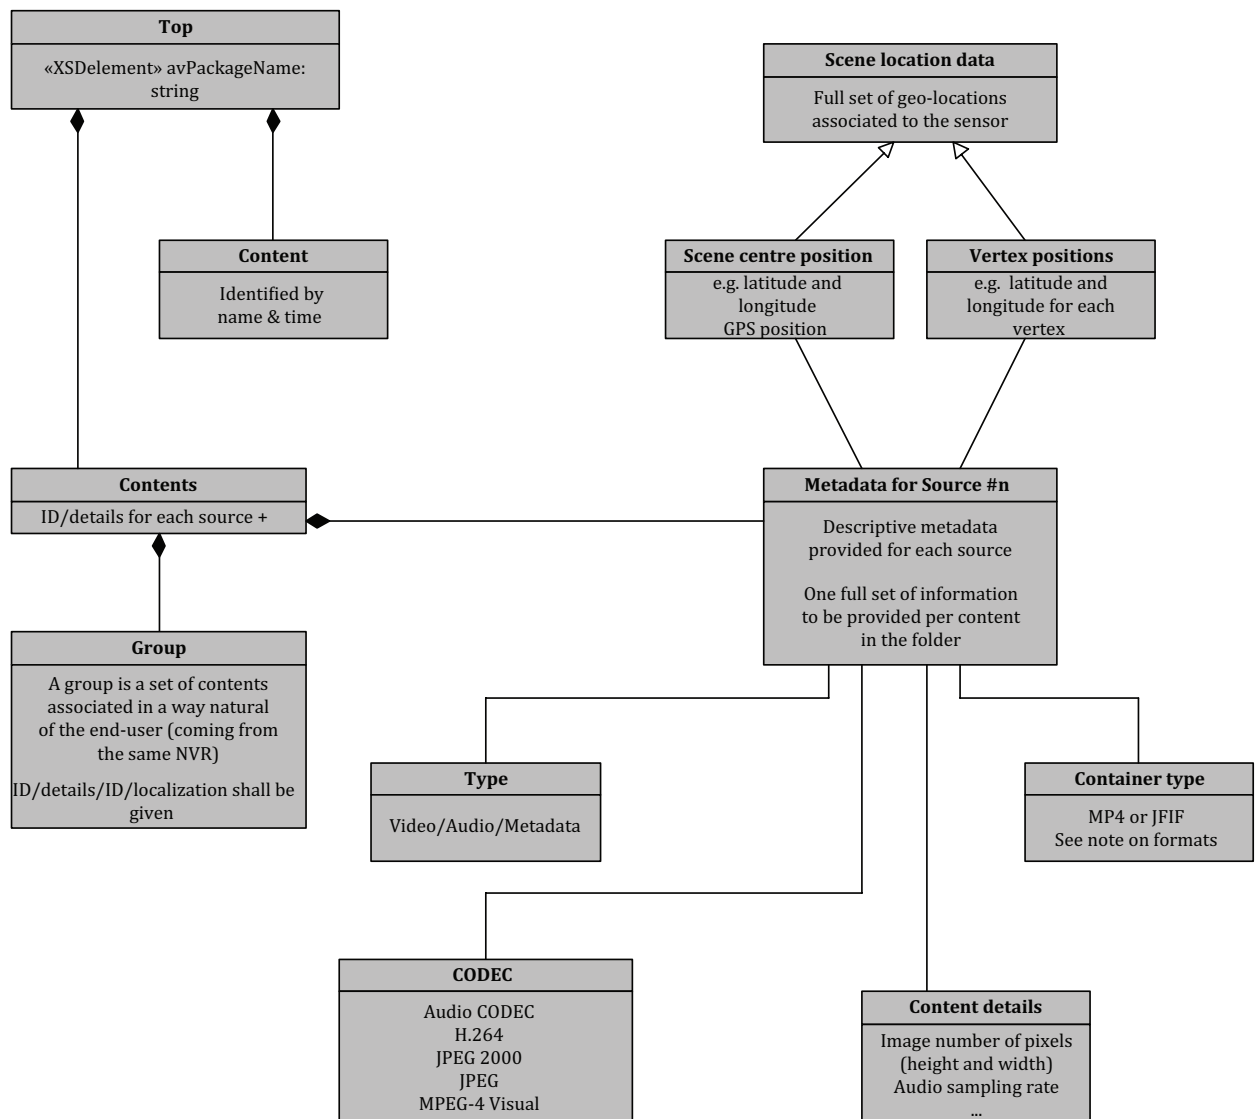 Top
«XSDelement» avPackageName:
string
Scene location data
Full set of geo-locations
associated to the sensor
Content
Identified by
name & time
Scene centre position
e.g. latitude and
longitude
GPS position
Vertex positions
e.g. latitude and
longitude for each
vertex
Contents
ID/details for each source +
Metadata for Source #n
Descriptive metadata
provided for each source
One full set of information
to be provided per content
in the folder
Group
A group is a set of contents
associated in a way natural
of the end-user (coming from
the same NVR)
ID/details/ID/localization shall be
given
Type
Video/Audio/Metadata
Container type
MP4 or JFIF
See note on formats
CODEC
Audio CODEC
H.264
JPEG 2000
JPEG
MPEG-4 Visual
Content details
Image number of pixels
(height and width)
Audio sampling rate
...